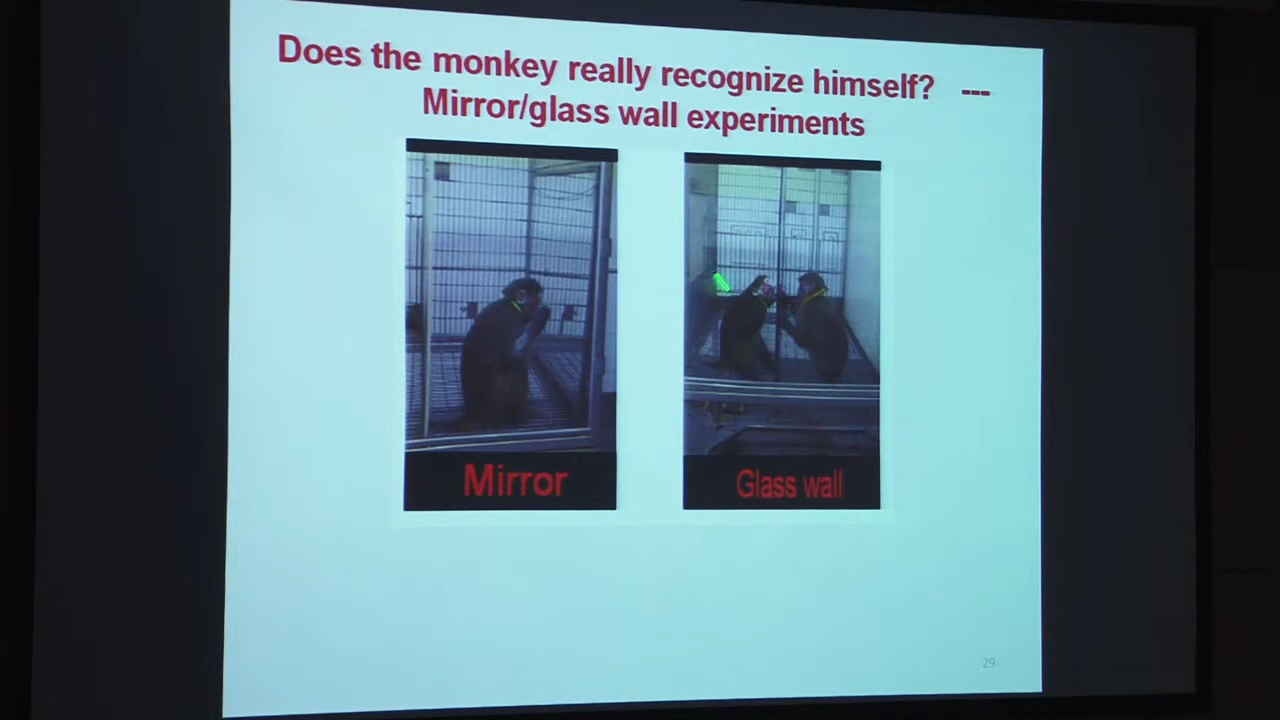 Does the monkey really recognize himself? ---
Mirror/glass wall experiments
Mirror
Glass wall
29